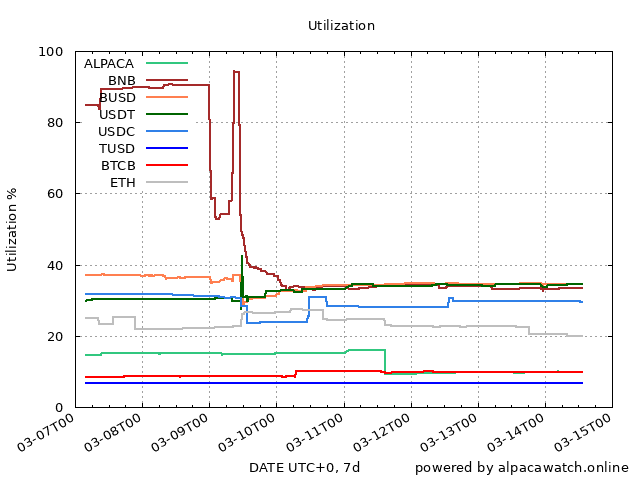 Utilization
100
80
60
40
20
0
Utilization %
ALPACA
BNB
BUSD
USDT
USDC
TUSD
BTCB
ETH
03-07T00
03-08T00
03-09T00
03-10T00
03-11T00
03-12T00
03-13T00
03-14T00
03-15T00
DATE UTC+0, 7d
powered by alpacawatch.online